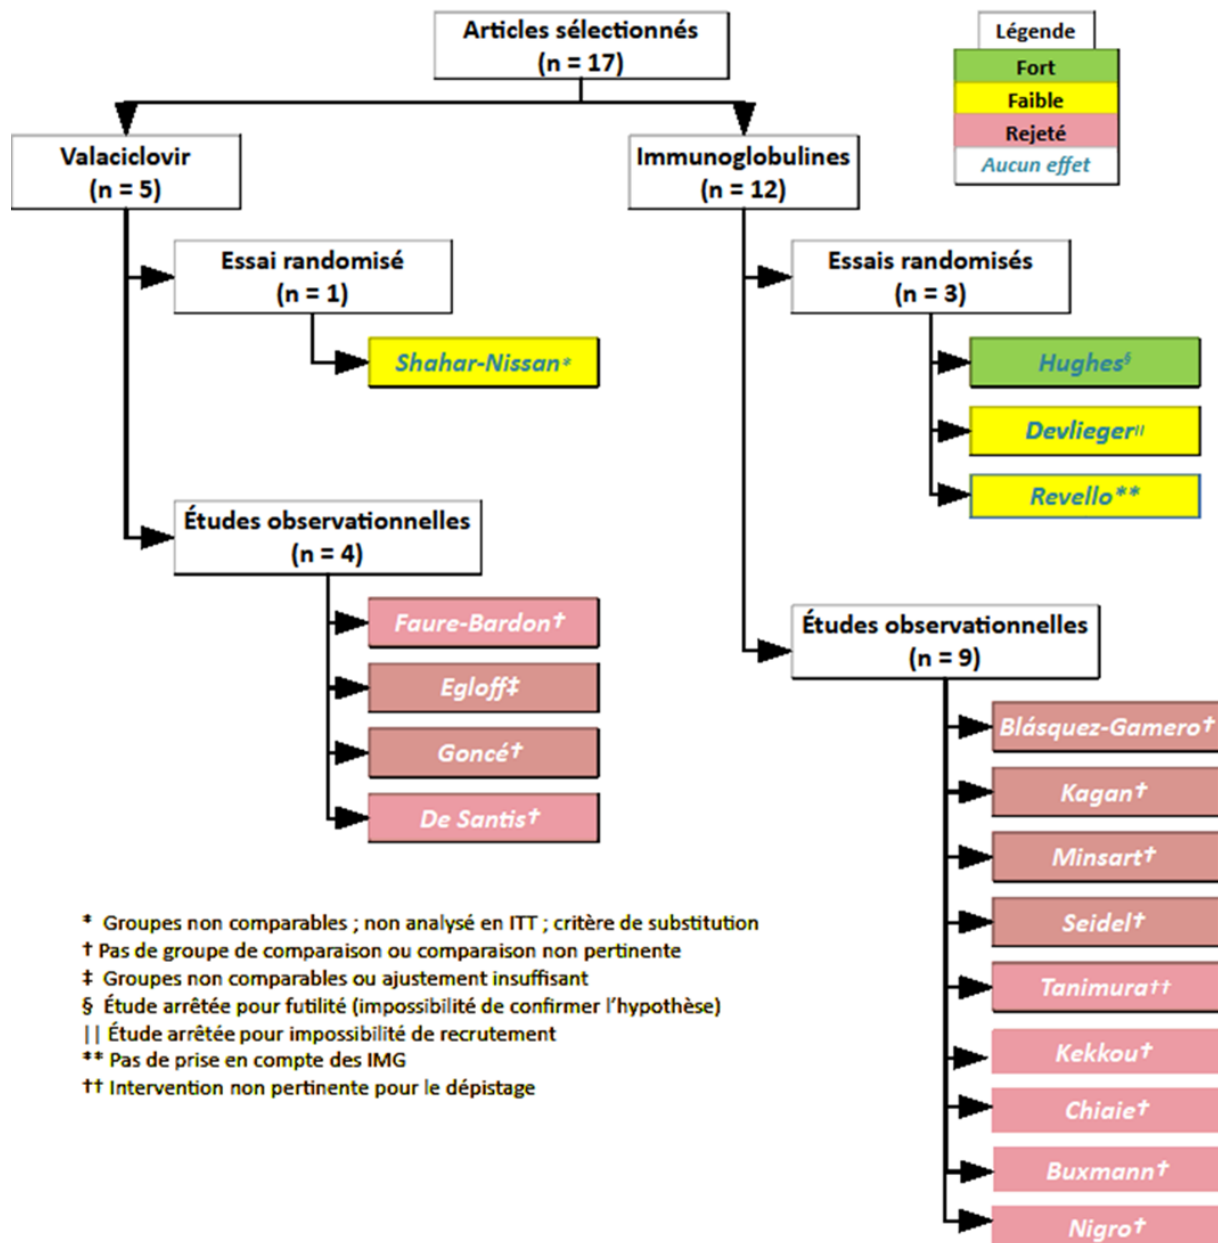 Articles sélectionnés
(n = 17)
Légende
Fort
Faible
Rejeté
Aucun effet
Valaciclovir
(n = 5)
Immunoglobulines
(n = 12)
Essai randomisé
(n = 1)
Essais randomisés
(n = 3)
Shahar-Nissan*
Hughes§
Devlieger||
Revello**
Études observationnelles
(n = 4)
Faure-Bardon†
Egloff‡
Goncé†
De Santis†
Études observationnelles
(n = 9)
Blásquez-Gamero†
Kagan†
Minsart†
Seidel†
Tanimura††
Kekkou†
Chiaie†
Buxmann†
Nigro†
* Groupes non comparables ; non analysé en ITT ; critère de substitution
† Pas de groupe de comparaison ou comparaison non pertinente
‡ Groupes non comparables ou ajustement insuffisant
§ Étude arrêtée pour futilité (impossibilité de confirmer l'hypothèse)
|| Étude arrêtée pour impossibilité de recrutement
** Pas de prise en compte des IMG
†† Intervention non pertinente pour le dépistage